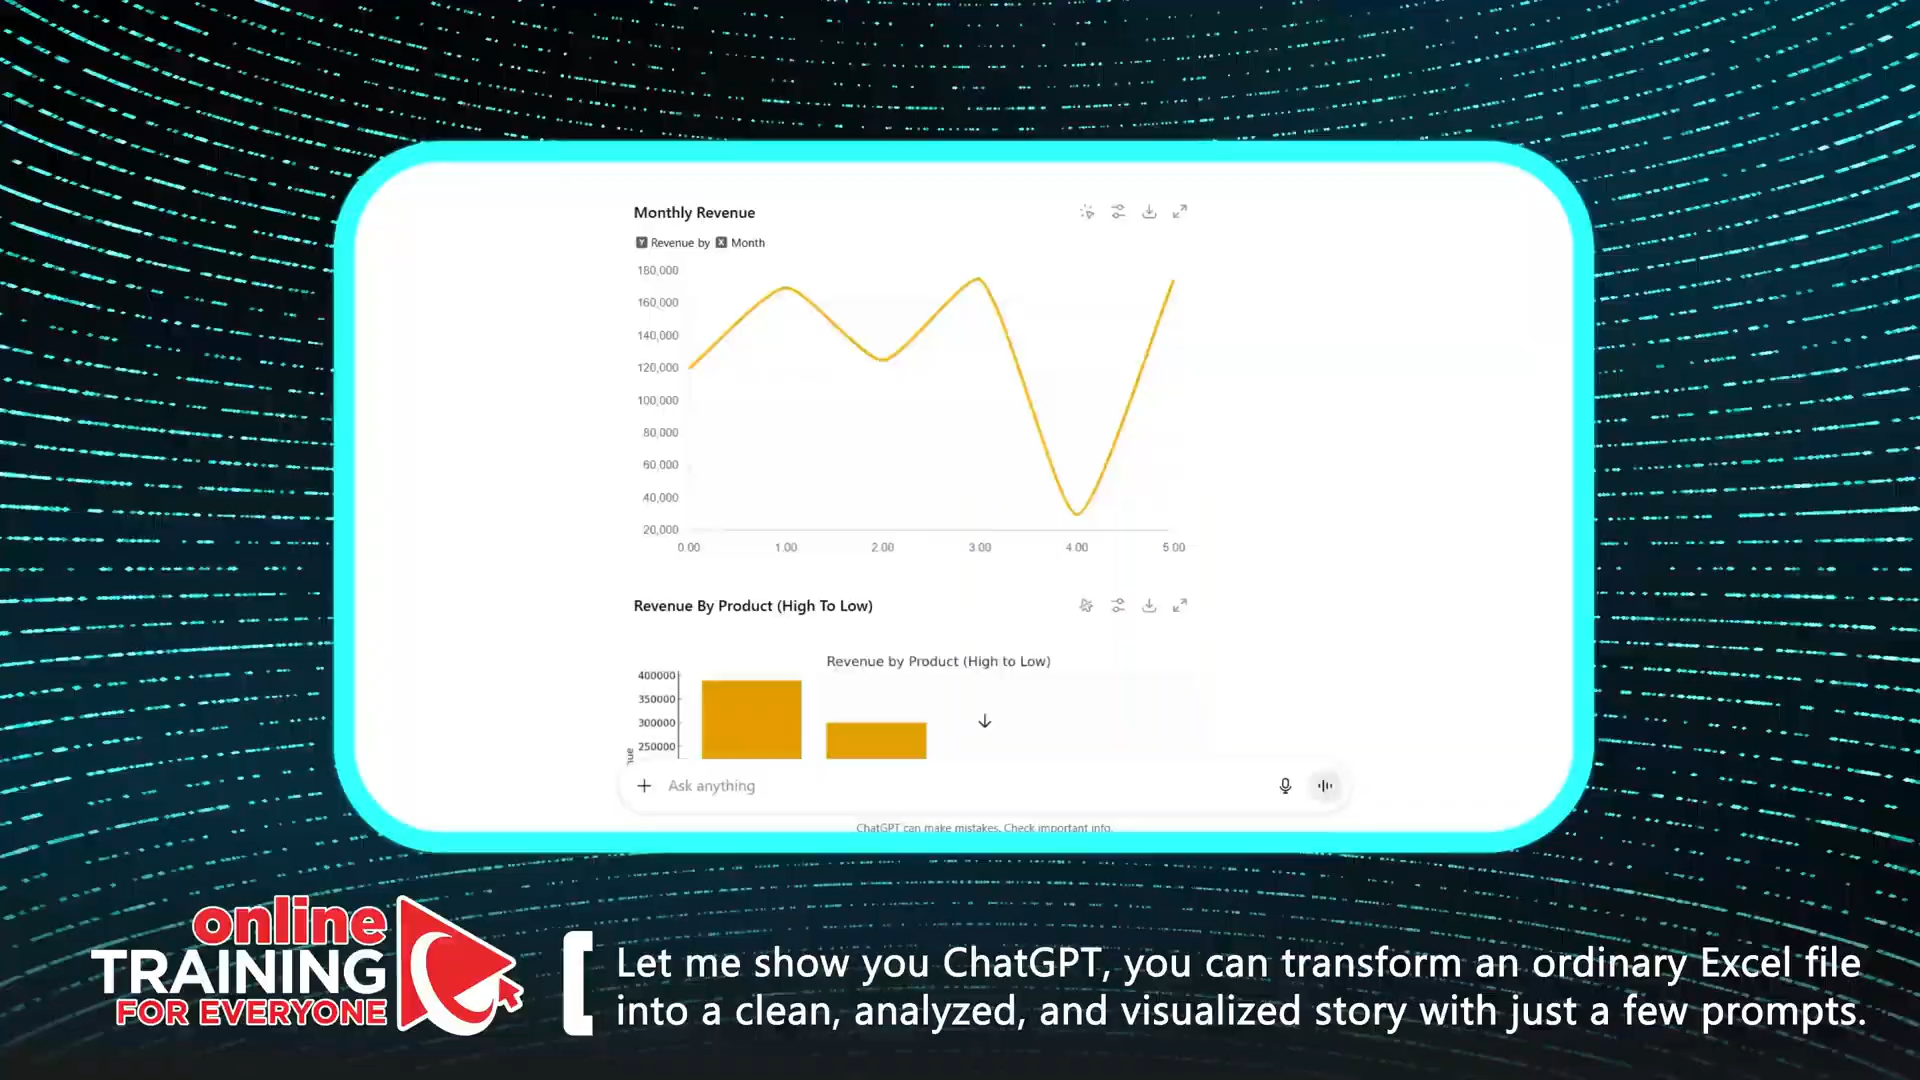 Monthly Revenue
Y Revenue by X Month
180,000
160,000
140,000
120,000
100,000
80,000
60,000
40,000
20,000
0.00 1.00 2.00 3.00 4.00 5.00
Revenue By Product (High To Low)
Revenue by Product (High to Low)
400000
350000
300000
250000
Ask anything
ChatGPT can make mistakes. Check important info.
online
TRAINING
FOR EVERYONE
Let me show you ChatGPT, you can transform an ordinary Excel file
into a clean, analyzed, and visualized story with just a few prompts.